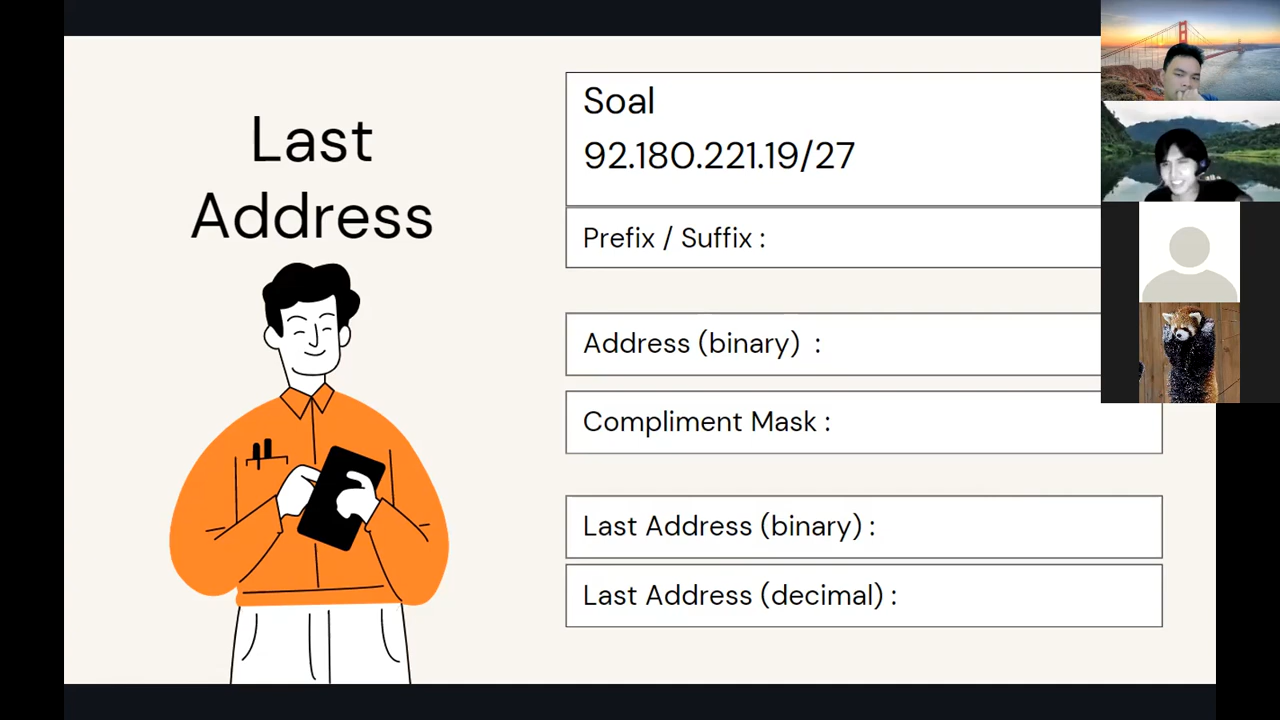 Last
Address
Soal
92.180.221.19/27
Prefix / Suffix :
Address (binary)  :
Compliment Mask :
Last Address (binary) :
Last Address (decimal) :